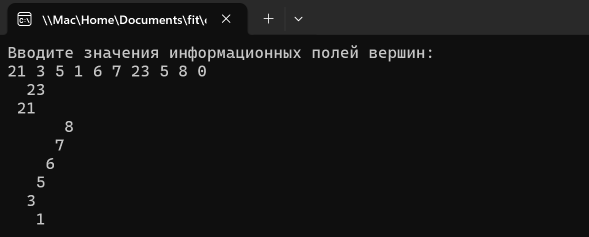 \\Mac\Home\Documents\fit\
Вводите значения информационных полей вершин:
21 3 5 1 6 7 23 5 8 0
23
21
8
7
6
5
3
1